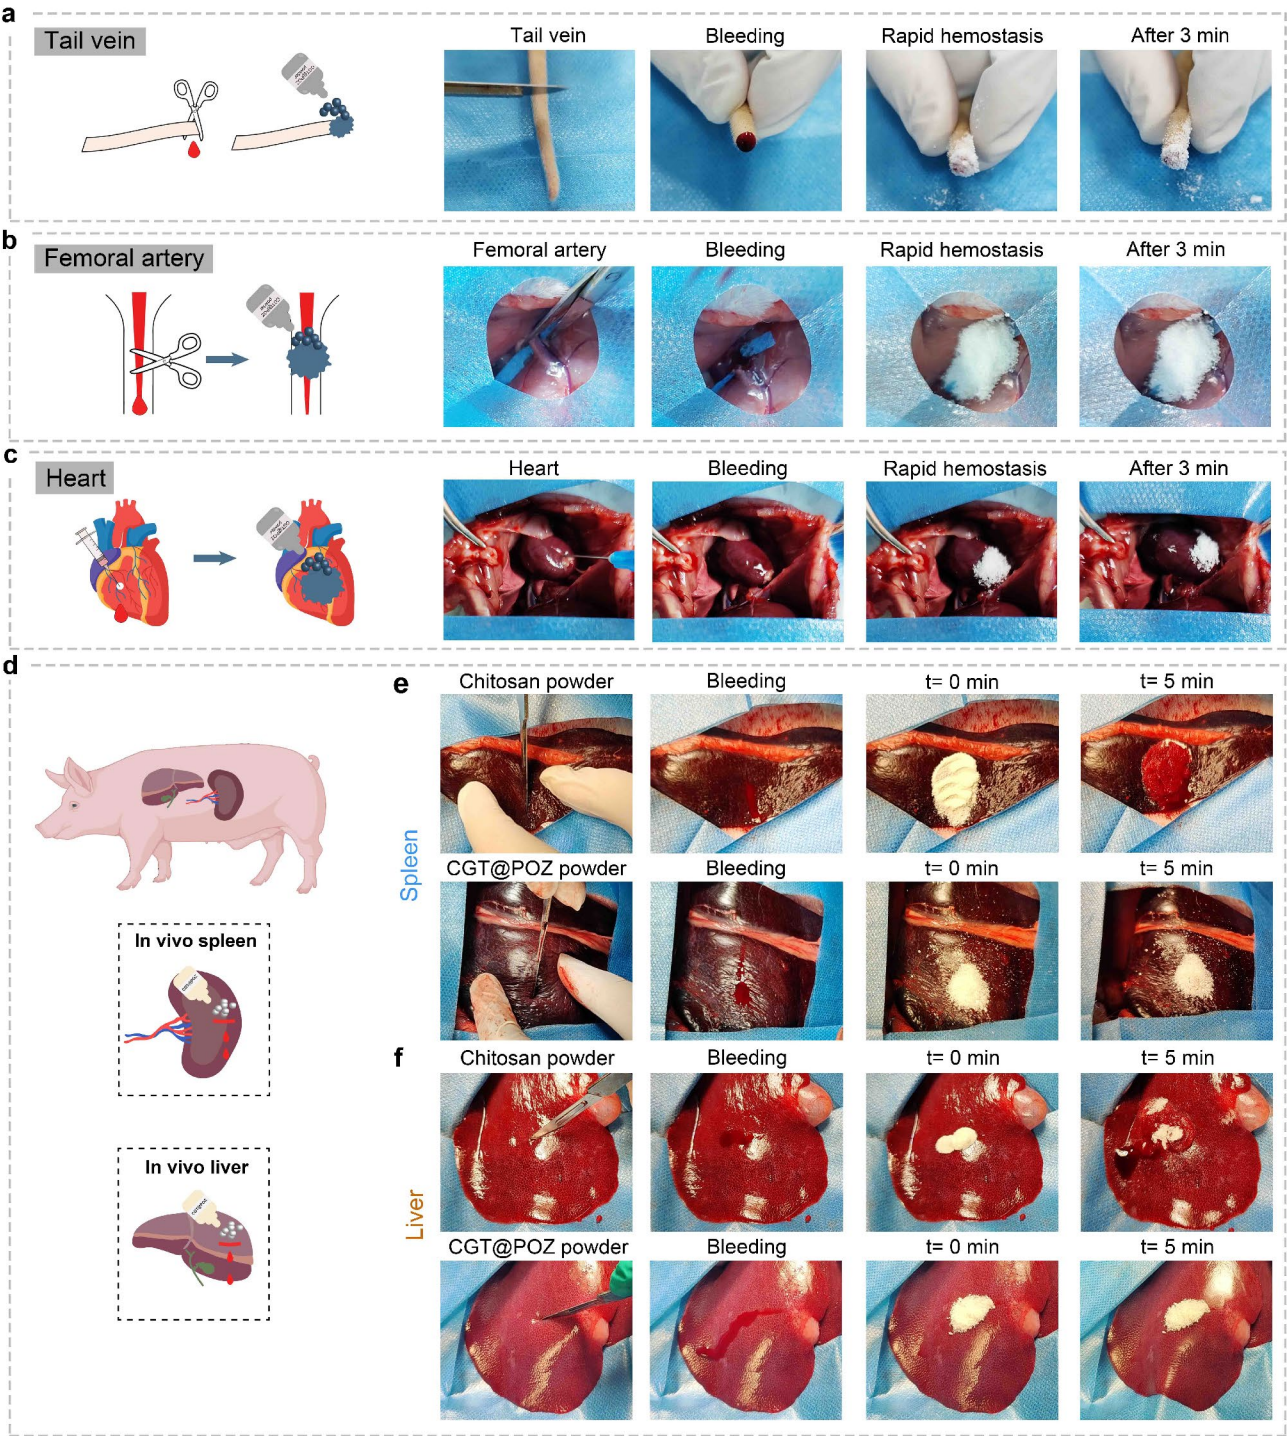 a
Tail vein
Tail vein
Bleeding
Rapid hemostasis
After 3 min
b
Femoral artery
Femoral artery
Bleeding
Rapid hemostasis
After 3 min
c
Heart
Heart
Bleeding
Rapid hemostasis
After 3 min
d
In vivo spleen
In vivo liver
e
Spleen
Chitosan powder
Bleeding
t= 0 min
t= 5 min
CGT@POZ powder
Bleeding
t= 0 min
t= 5 min
f
Liver
Chitosan powder
Bleeding
t= 0 min
t= 5 min
CGT@POZ powder
Bleeding
t= 0 min
t= 5 min